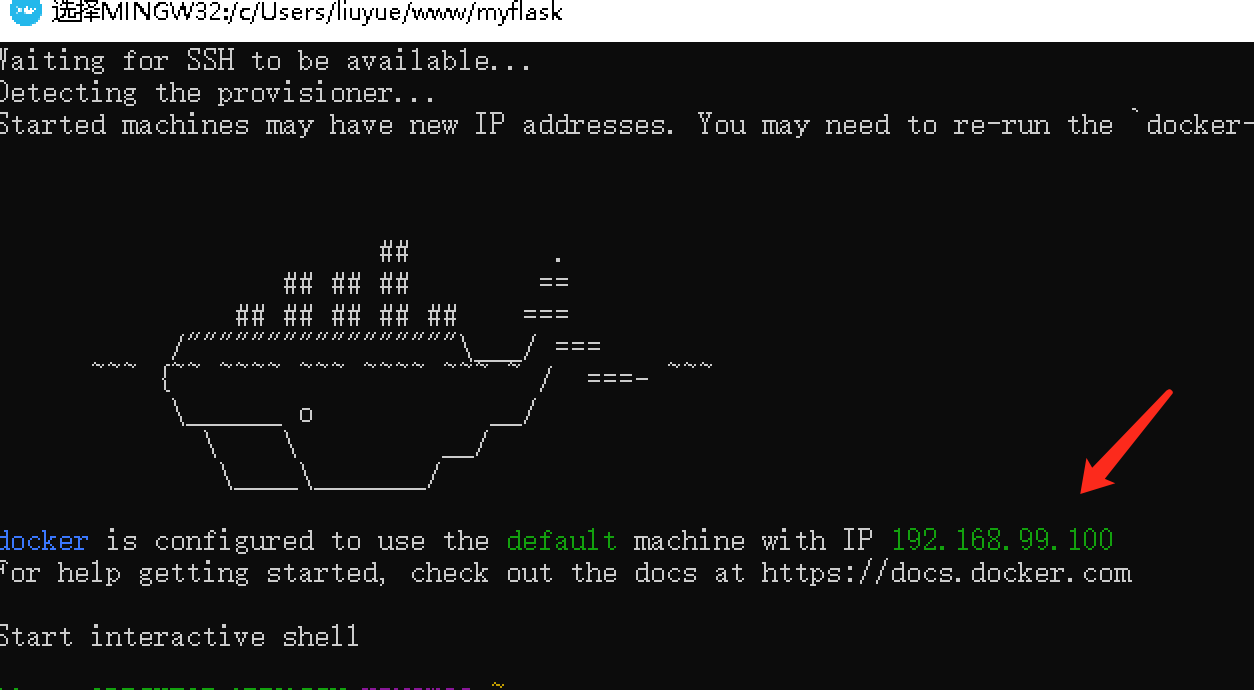 选择MINGW32:/c/Users/liuyue/www/myflask
Waiting for SSH to be available...
Detecting the provisioner...
Started machines may have new IP addresses. You may need to re-run the `docker-
##         .
## ## ##        ==
## ## ## ## ##    ===
/"""""""""""""""""\___/ ===
~~~ {~~ ~~~~ ~~~ ~~~~ ~~~ ~ /  ===- ~~~
\______ o           __/
\    \         __/
\____\_______/
docker is configured to use the default machine with IP 192.168.99.100
For help getting started, check out the docs at https://docs.docker.com
Start interactive shell
~